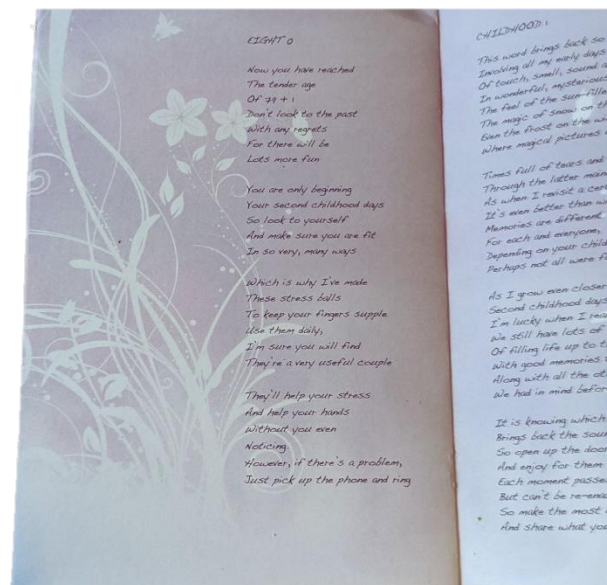 EIGHT O
Now you have reached
The tender age
Of 79 + 1
Don't look to the past
With any regrets
For there will be
Lots more fun
You are only beginning
Your second childhood days
So look to yourself
And make sure you are fit
In so very, many ways
Which is why I've made
These stress balls
To keep your fingers supple
Use them daily,
I'm sure you will find
They're a very useful couple
They'll help your stress
And help your hands
Without you even
Noticing
However, if there's a problem,
Just pick up the phone and ring
CHILDHOOD:
This word brings back so
Involving all my early days
Of touch, smell, sound
In wonderful, mysterious
The feel of the
The magic of snow on
Even the frost on the
Where magical pictures
Times full of tears and
Through the latter
As when I revisit a
It's even better than
Memories are different
For each and everyone,
Depending on your
Perhaps not all were
As I grow even closer
Second childhood days
I'm lucky when I
We still have lots of
Of filling life up to
With good memories
Along with all the
We had in mind
It is knowing which
Brings back the
So open up the
And enjoy for them
Each moment
But can't be
So make the most
And share what